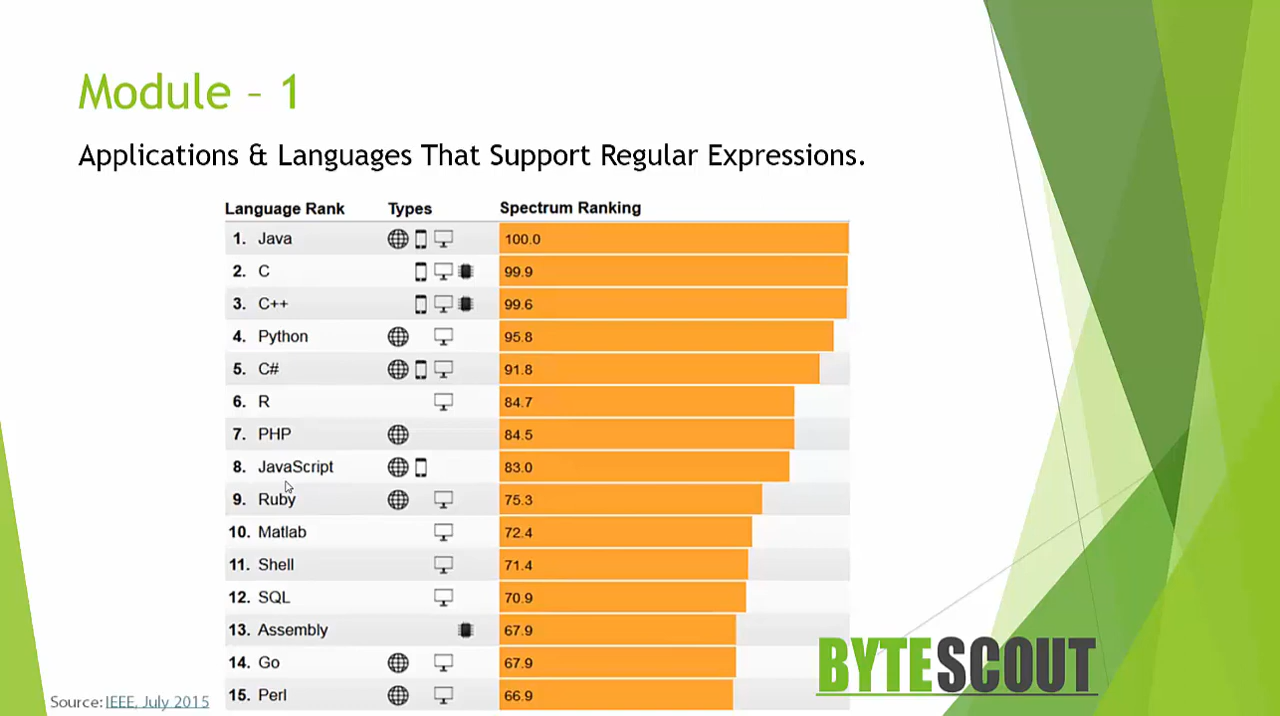 Module – 1
Applications & Languages That Support Regular Expressions.
Language Rank Types Spectrum Ranking
1. Java 100.0
2. C 99.9
3. C++ 99.6
4. Python 95.8
5. C# 91.8
6. R 84.7
7. PHP 84.5
8. JavaScript 83.0
9. Ruby 75.3
10. Matlab 72.4
11. Shell 71.4
12. SQL 70.9
13. Assembly 67.9
14. Go 67.9
15. Perl 66.9
BYTESCOUT
Source: IEEE, July 2015